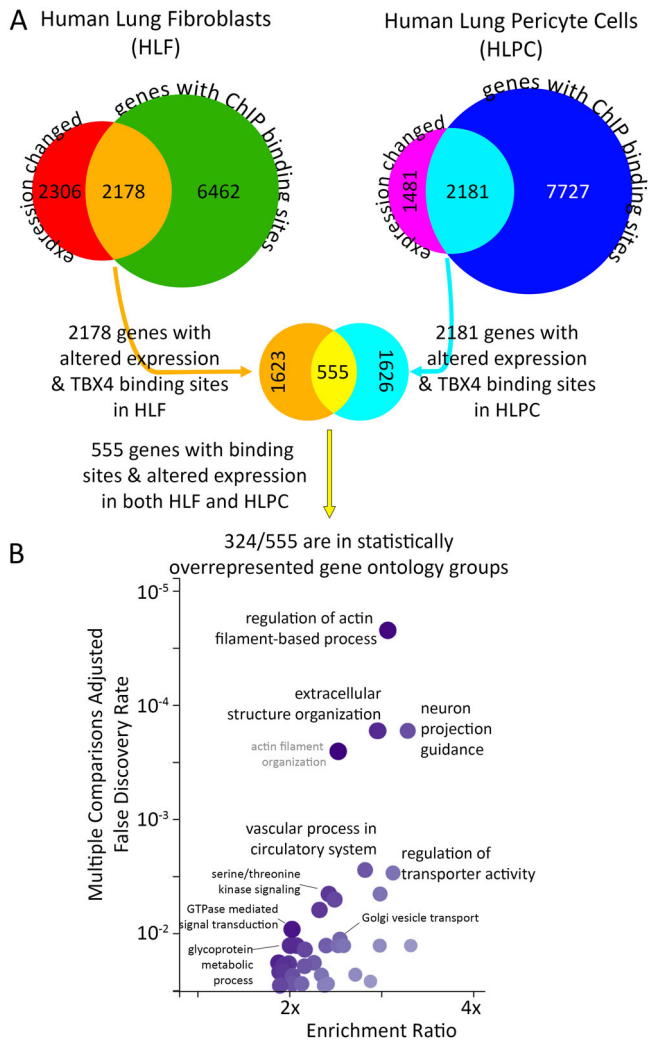 A
Human Lung Fibroblasts
(HLF)
Human Lung Pericyte Cells
(HLPC)
expression changed
genes with ChIP binding sites
2306
2178
6462
expression changed
genes with ChIP binding sites
1481
2181
7727
2178 genes with
altered expression
& TBX4 binding sites
in HLF
1623
555
1626
2181 genes with
altered expression
& TBX4 binding sites
in HLPC
555 genes with binding
sites & altered expression
in both HLF and HLPC
B
324/555 are in statistically
overrepresented gene ontology groups
Multiple Comparisons Adjusted
False Discovery Rate
10-5
10-4
10-3
10-2
regulation of actin
filament-based process
extracellular
structure organization
neuron
projection
guidance
actin filament
organization
vascular process in
circulatory system
regulation of
transporter activity
serine/threonine
kinase signaling
GTPase mediated
signal transduction
Golgi vesicle transport
glycoprotein
metabolic
process
2x
4x
Enrichment Ratio